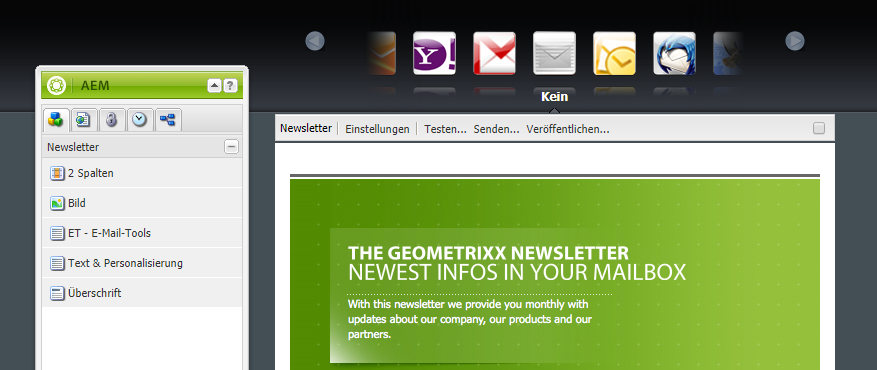 Y!
Kein
AEM
?
Newsletter
2 Spalten
Bild
ET - E-Mail-Tools
Text & Personalisierung
Überschrift
Newsletter Einstellungen Testen... Senden... Veröffentlichen...
THE GEOMETRIXX NEWSLETTER
NEWEST INFOS IN YOUR MAILBOX
With this newsletter we provide you monthly with
updates about our company, our products and our
partners.